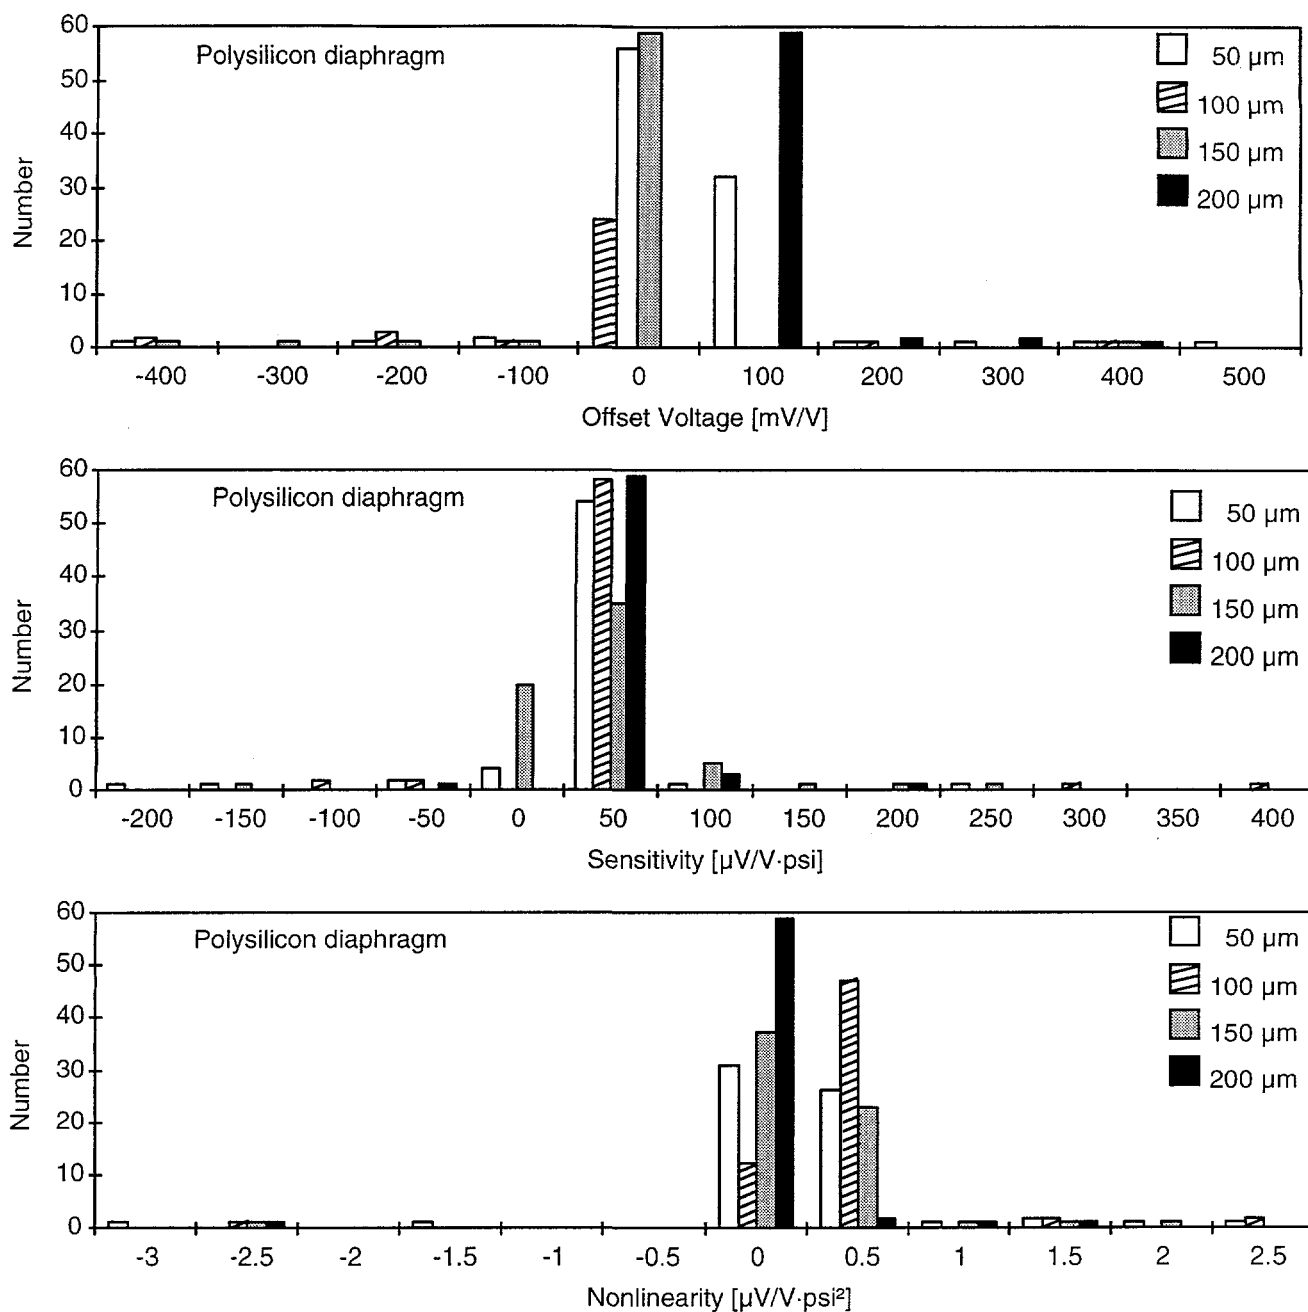 60
Polysilicon diaphragm
50 µm
50
100 µm
40
150 µm
Number
30
200 µm
20
10
0
-400 -300 -200 -100 0 100 200 300 400 500
Offset Voltage [mV/V]
60
Polysilicon diaphragm
50 µm
50
100 µm
40
150 µm
Number
30
200 µm
20
10
0
-200 -150 -100 -50 0 50 100 150 200 250 300 350 400
Sensitivity [µV/V·psi]
60
Polysilicon diaphragm
50 µm
50
100 µm
40
150 µm
Number
30
200 µm
20
10
0
-3 -2.5 -2 -1.5 -1 -0.5 0 0.5 1 1.5 2 2.5
Nonlinearity [µV/V·psi²]